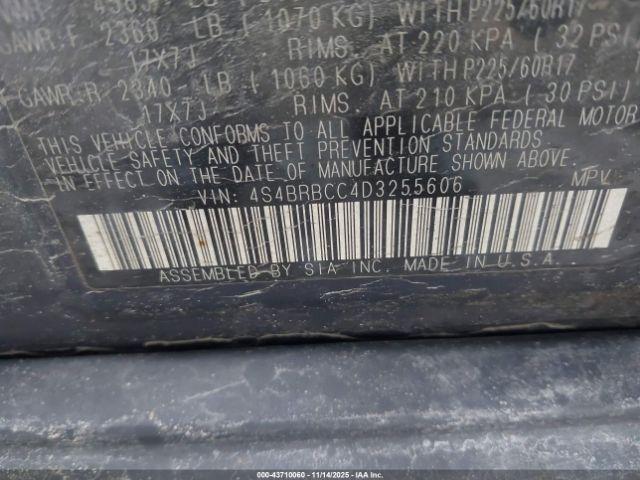 GAWR F 2360 LB ( 1070 KG) WITH P225/60R17
17X7J RIMS. AT 220 KPA ( 32 PSI
GAWR R 2340 LB ( 1060 KG) WITH P225/60R17
17X7J RIMS. AT 210 KPA ( 30 PSI)
THIS VEHICLE CONFORMS TO ALL APPLICABLE FEDERAL MOTOR
VEHICLE SAFETY AND THEFT PREVENTION STANDARDS
IN EFFECT ON THE DATE OF MANUFACTURE SHOWN ABOVE.
VIN: 4S4BRBCC4D3255606 MPV
ASSEMBLED BY SIA INC. MADE IN U.S.A.
000-43710060 - 11/14/2025 - IAA Inc.